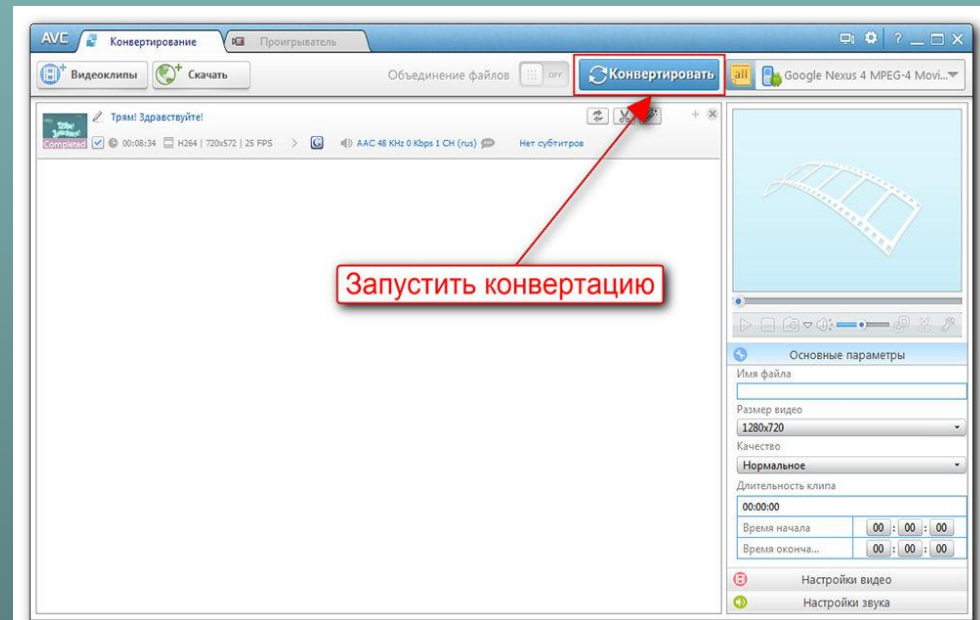 AVC Конвертирование Проигрыватель
Видеоклипы Скачать Объединение файлов OFF Конвертировать all Google Nexus 4 MPEG-4 Movi...
Трям! Здравствуйте!
Completed 00:08:34 H264 | 720x572 | 25 FPS > G AAC 48 KHz 0 Kbps 1 CH (rus) Нет субтитров
Запустить конвертацию
Основные параметры
Имя файла
Размер видео
1280x720
Качество
Нормальное
Длительность клипа
00:00:00
Время начала 00 : 00 : 00
Время оконча... 00 : 00 : 00
Настройки видео
Настройки звука